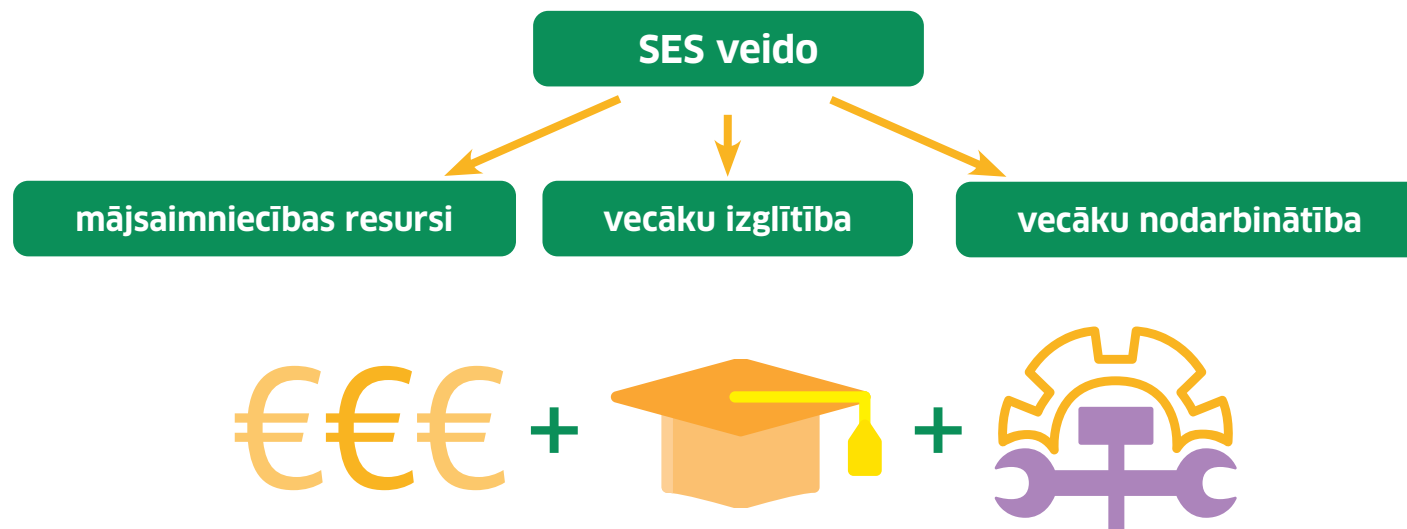 SES veido
mājsaimniecības resursi
vecāku izglītība
vecāku nodarbinātība
€€€ + +